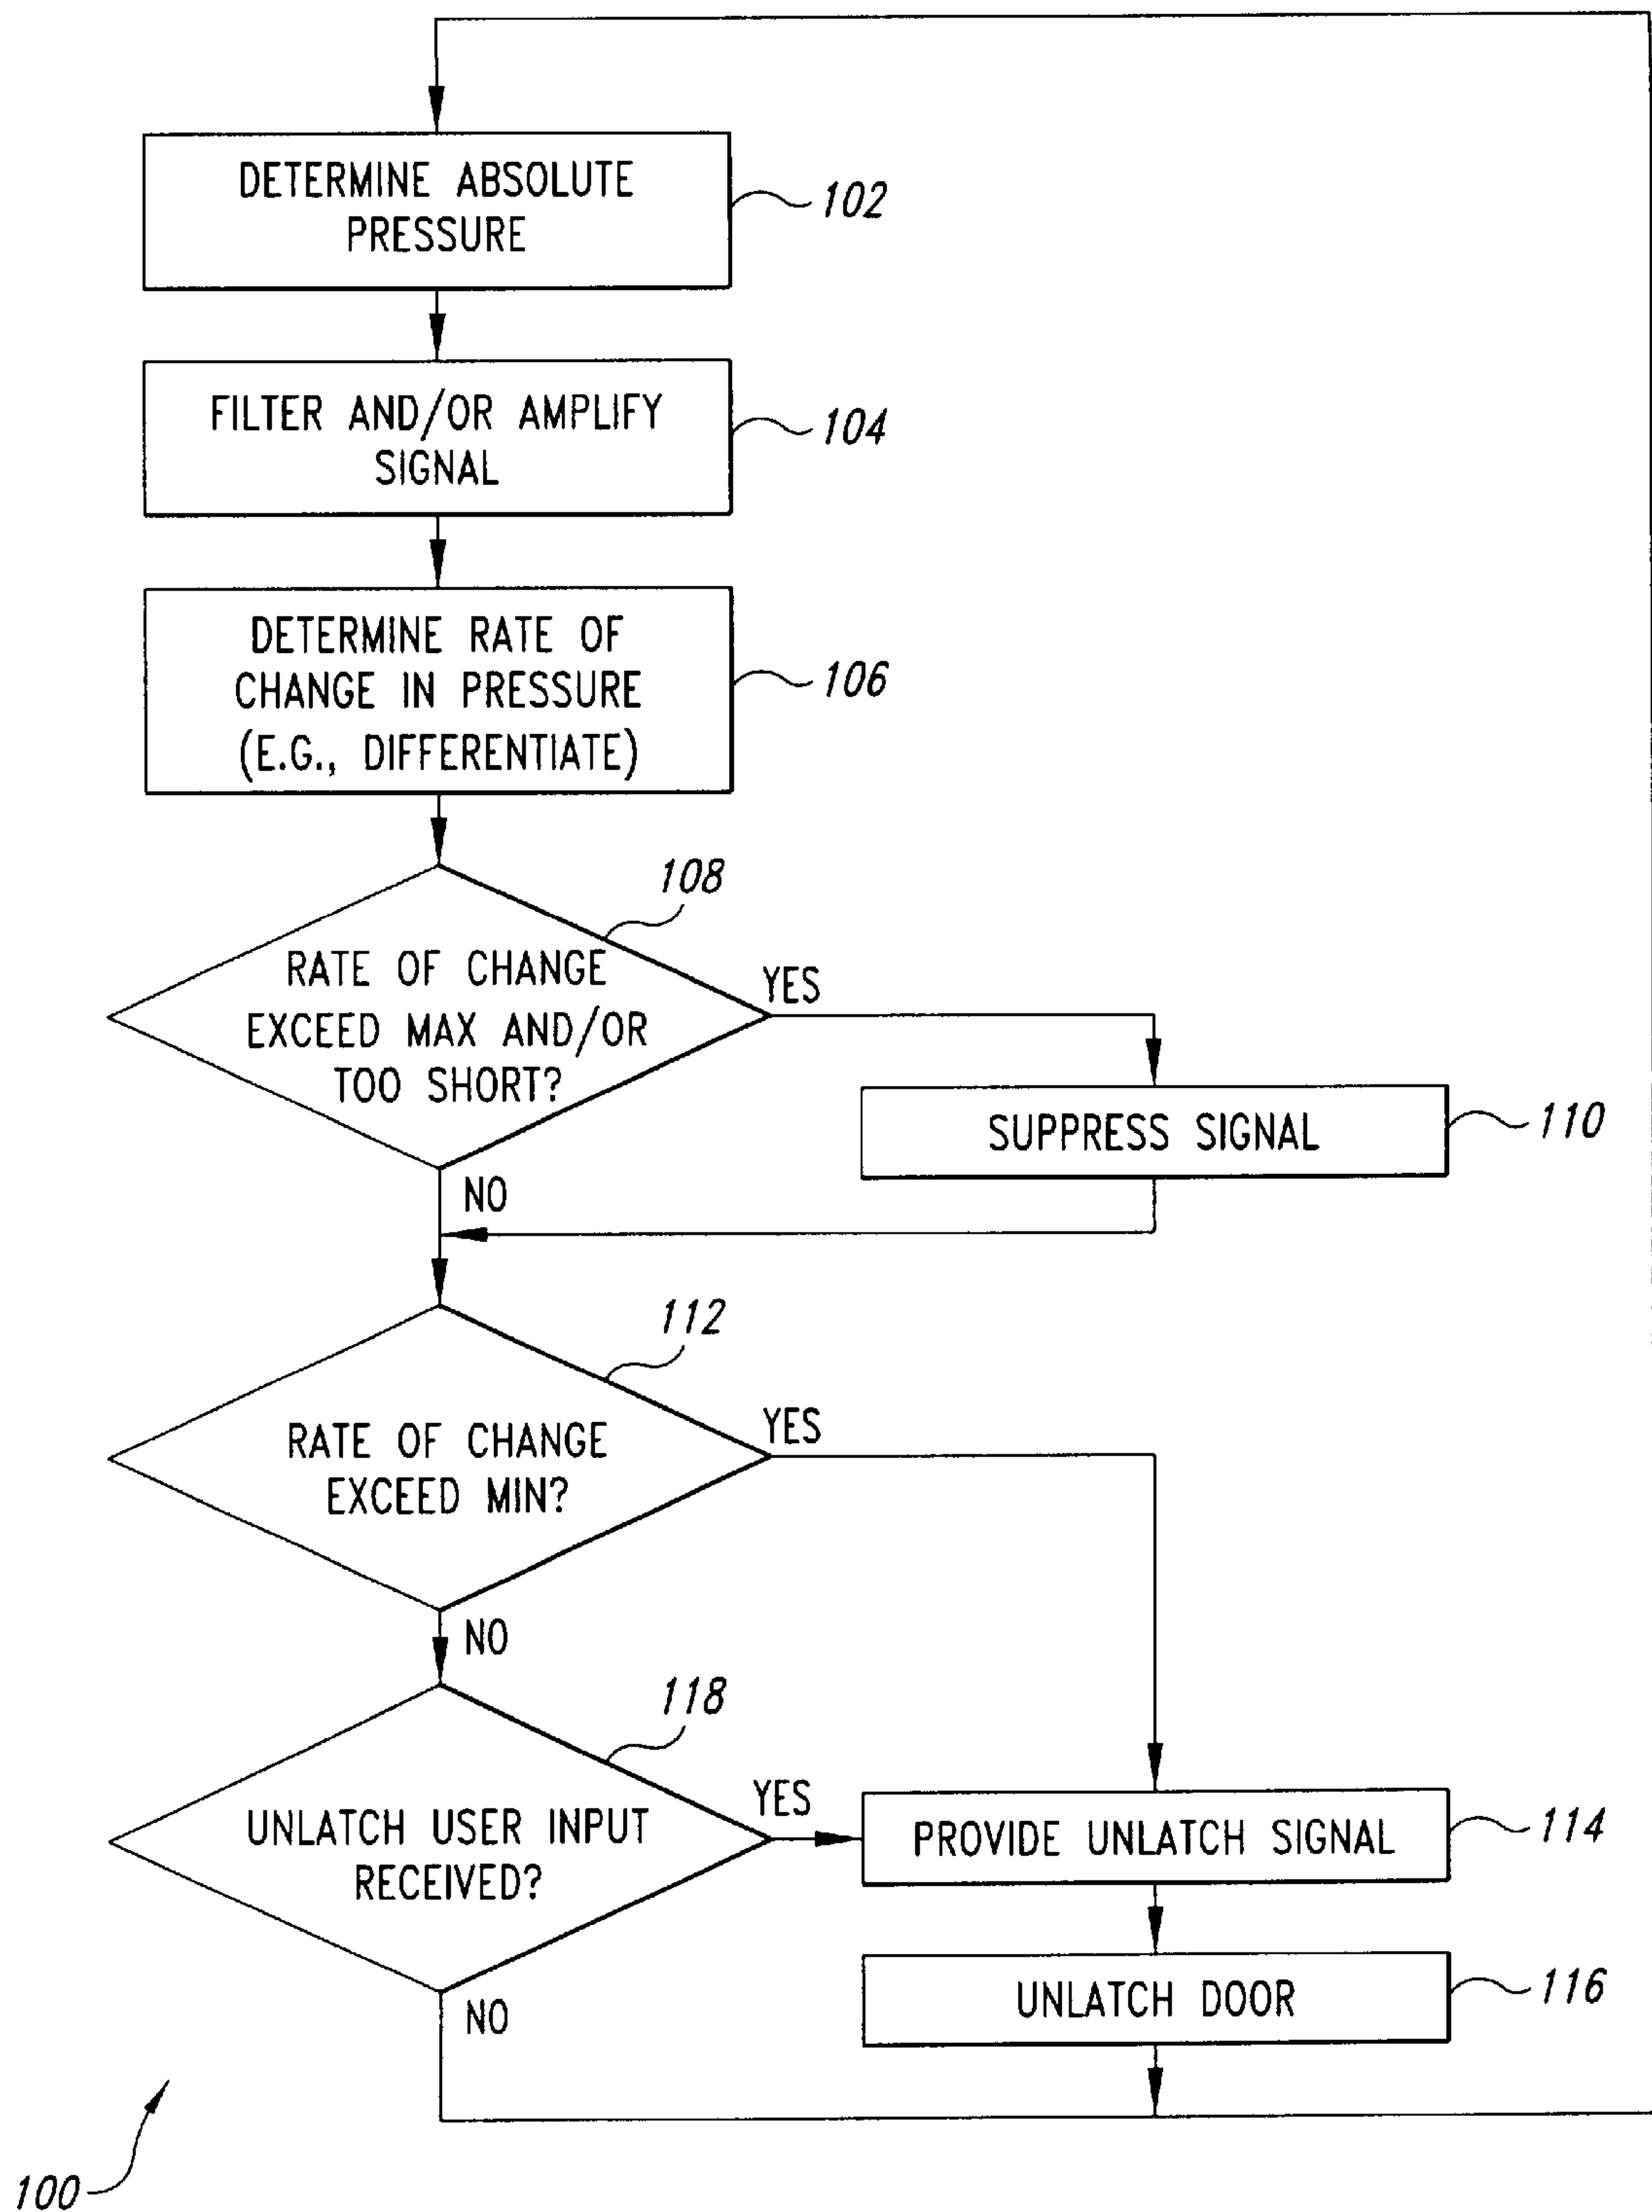 DETERMINE ABSOLUTE
PRESSURE
102
FILTER AND/OR AMPLIFY
SIGNAL
104
DETERMINE RATE OF
CHANGE IN PRESSURE
(E.G., DIFFERENTIATE)
106
108
RATE OF CHANGE
EXCEED MAX AND/OR
TOO SHORT?
YES
SUPPRESS SIGNAL
110
NO
112
RATE OF CHANGE
EXCEED MIN?
YES
NO
118
UNLATCH USER INPUT
RECEIVED?
YES
PROVIDE UNLATCH SIGNAL
114
UNLATCH DOOR
116
NO
100